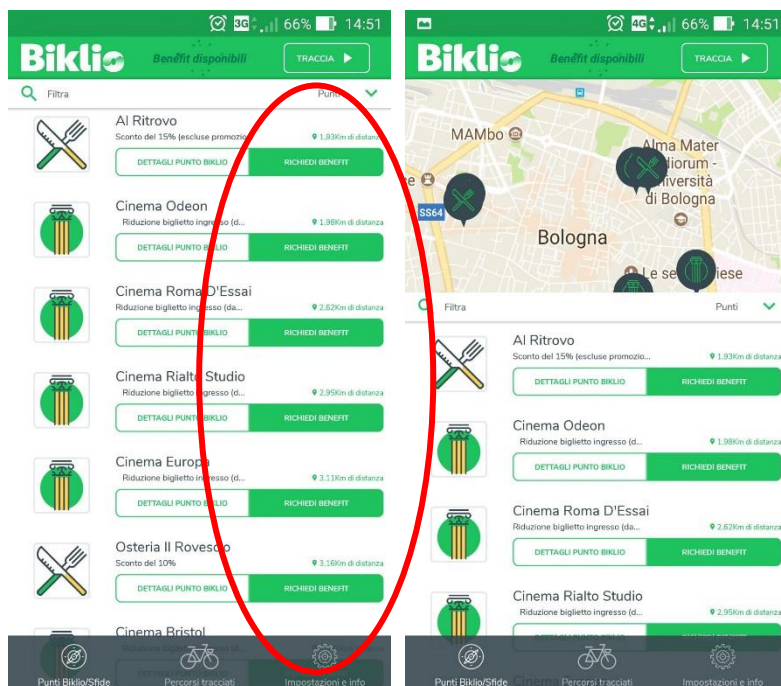 3G 66% 14:51
Biklio Benefit disponibili TRACCIA
Filtra Punti
Al Ritrovo
Sconto del 15% (escluse promozio... 1,93Km di distanza
DETTAGLI PUNTO BIKLIO RICHIEDI BENEFIT
Cinema Odeon
Riduzione biglietto ingresso (d... 1,98Km di distanza
DETTAGLI PUNTO BIKLIO RICHIEDI BENEFIT
Cinema Roma D'Essai
Riduzione biglietto ingresso (da... 2,62Km di distanza
DETTAGLI PUNTO BIKLIO RICHIEDI BENEFIT
Cinema Rialto Studio
Riduzione biglietto ingresso (d... 2,95Km di distanza
DETTAGLI PUNTO BIKLIO RICHIEDI BENEFIT
Cinema Europa
Riduzione biglietto ingresso (d... 3,11Km di distanza
DETTAGLI PUNTO BIKLIO RICHIEDI BENEFIT
Osteria Il Rovescio
Sconto del 10% 3,16Km di distanza
DETTAGLI PUNTO BIKLIO RICHIEDI BENEFIT
Cinema Bristol
Punti Biklio/Sfide Percorsi tracciati Impostazioni e info
4G 66% 14:51
Biklio Benefit disponibili TRACCIA
MAMbo
Alma Mater
di Bologna
SS64
Bologna
Le se
Filtra Punti
Al Ritrovo
Sconto del 15% (escluse promozio... 1,93Km di distanza
DETTAGLI PUNTO BIKLIO RICHIEDI BENEFIT
Cinema Odeon
Riduzione biglietto ingresso (d... 1,98Km di distanza
DETTAGLI PUNTO BIKLIO RICHIEDI BENEFIT
Cinema Roma D'Essai
Riduzione biglietto ingresso (da... 2,62Km di distanza
DETTAGLI PUNTO BIKLIO RICHIEDI BENEFIT
Cinema Rialto Studio
Riduzione biglietto ingresso (d... 2,95Km di distanza
Punti Biklio/Sfide Percorsi tracciati Impostazioni e info